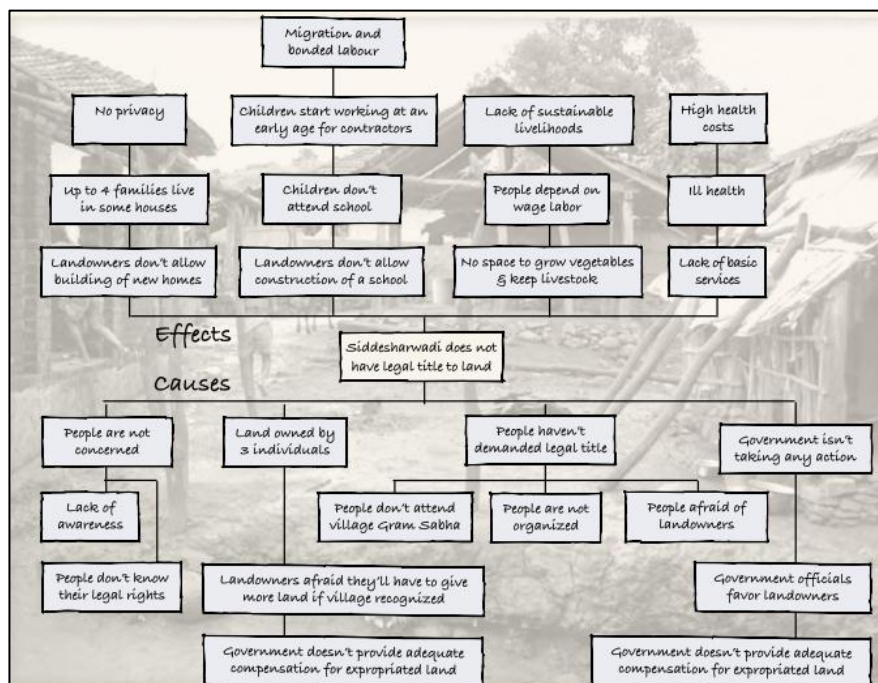 Migration and
bonded labour
No privacy
Children start working at an
early age for contractors
Lack of sustainable
livelihoods
High health
costs
Up to 4 families live
in some houses
Children don't
attend school
People depend on
wage labor
Ill health
Landowners don't allow
building of new homes
Landowners don't allow
construction of a school
No space to grow vegetables
& keep livestock
Lack of basic
services
Effects
Siddesharwadi does not
have legal title to land
Causes
People are not
concerned
Land owned by
3 individuals
People haven't
demanded legal title
Government isn't
taking any action
Lack of
awareness
People don't attend
village Gram Sabha
People are not
organized
People afraid of
landowners
People don't know
their legal rights
Landowners afraid they'll have to give
more land if village recognized
Government officials
favor landowners
Government doesn't provide adequate
compensation for expropriated land
Government doesn't provide adequate
compensation for expropriated land